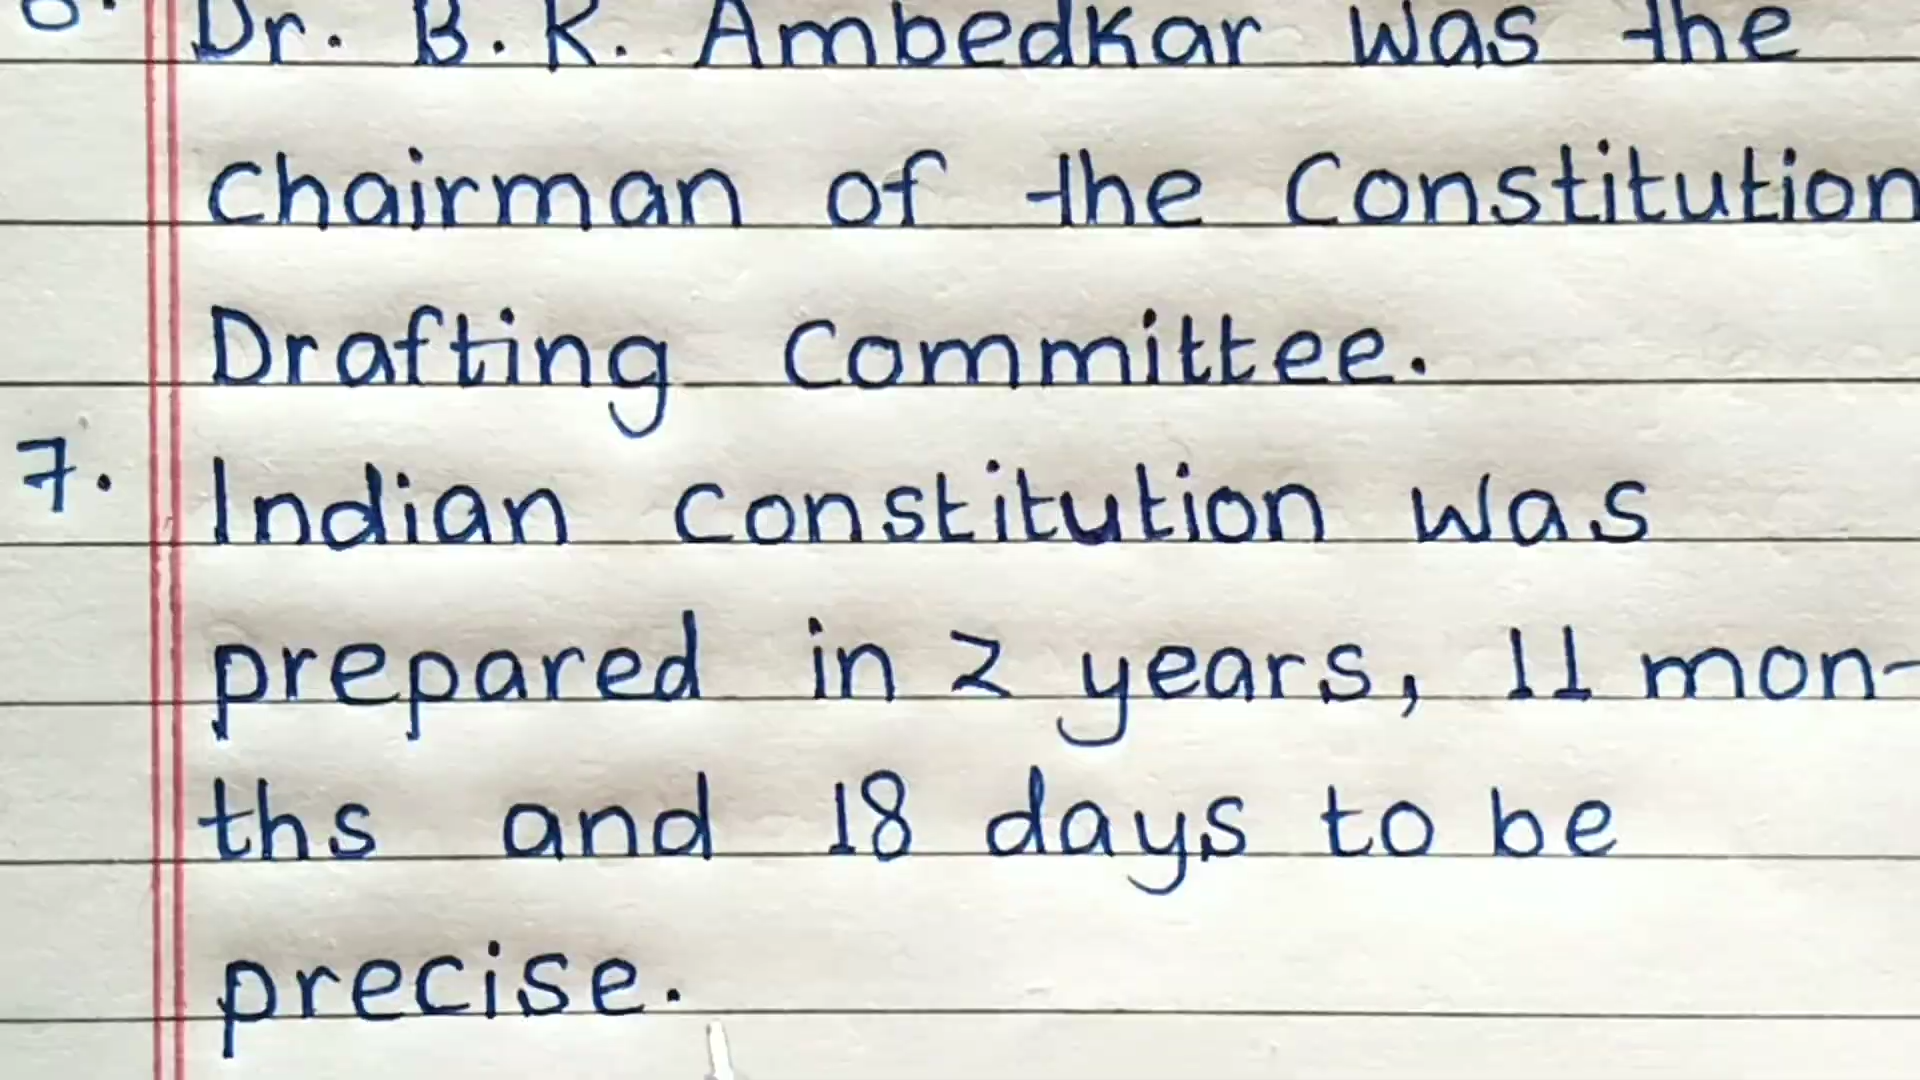 Dr. B. R. Ambedkar was the
chairman of the Constitution
Drafting Committee.
7. Indian constitution was
prepared in 2 years, 11 mon-
ths and 18 days to be
precise.